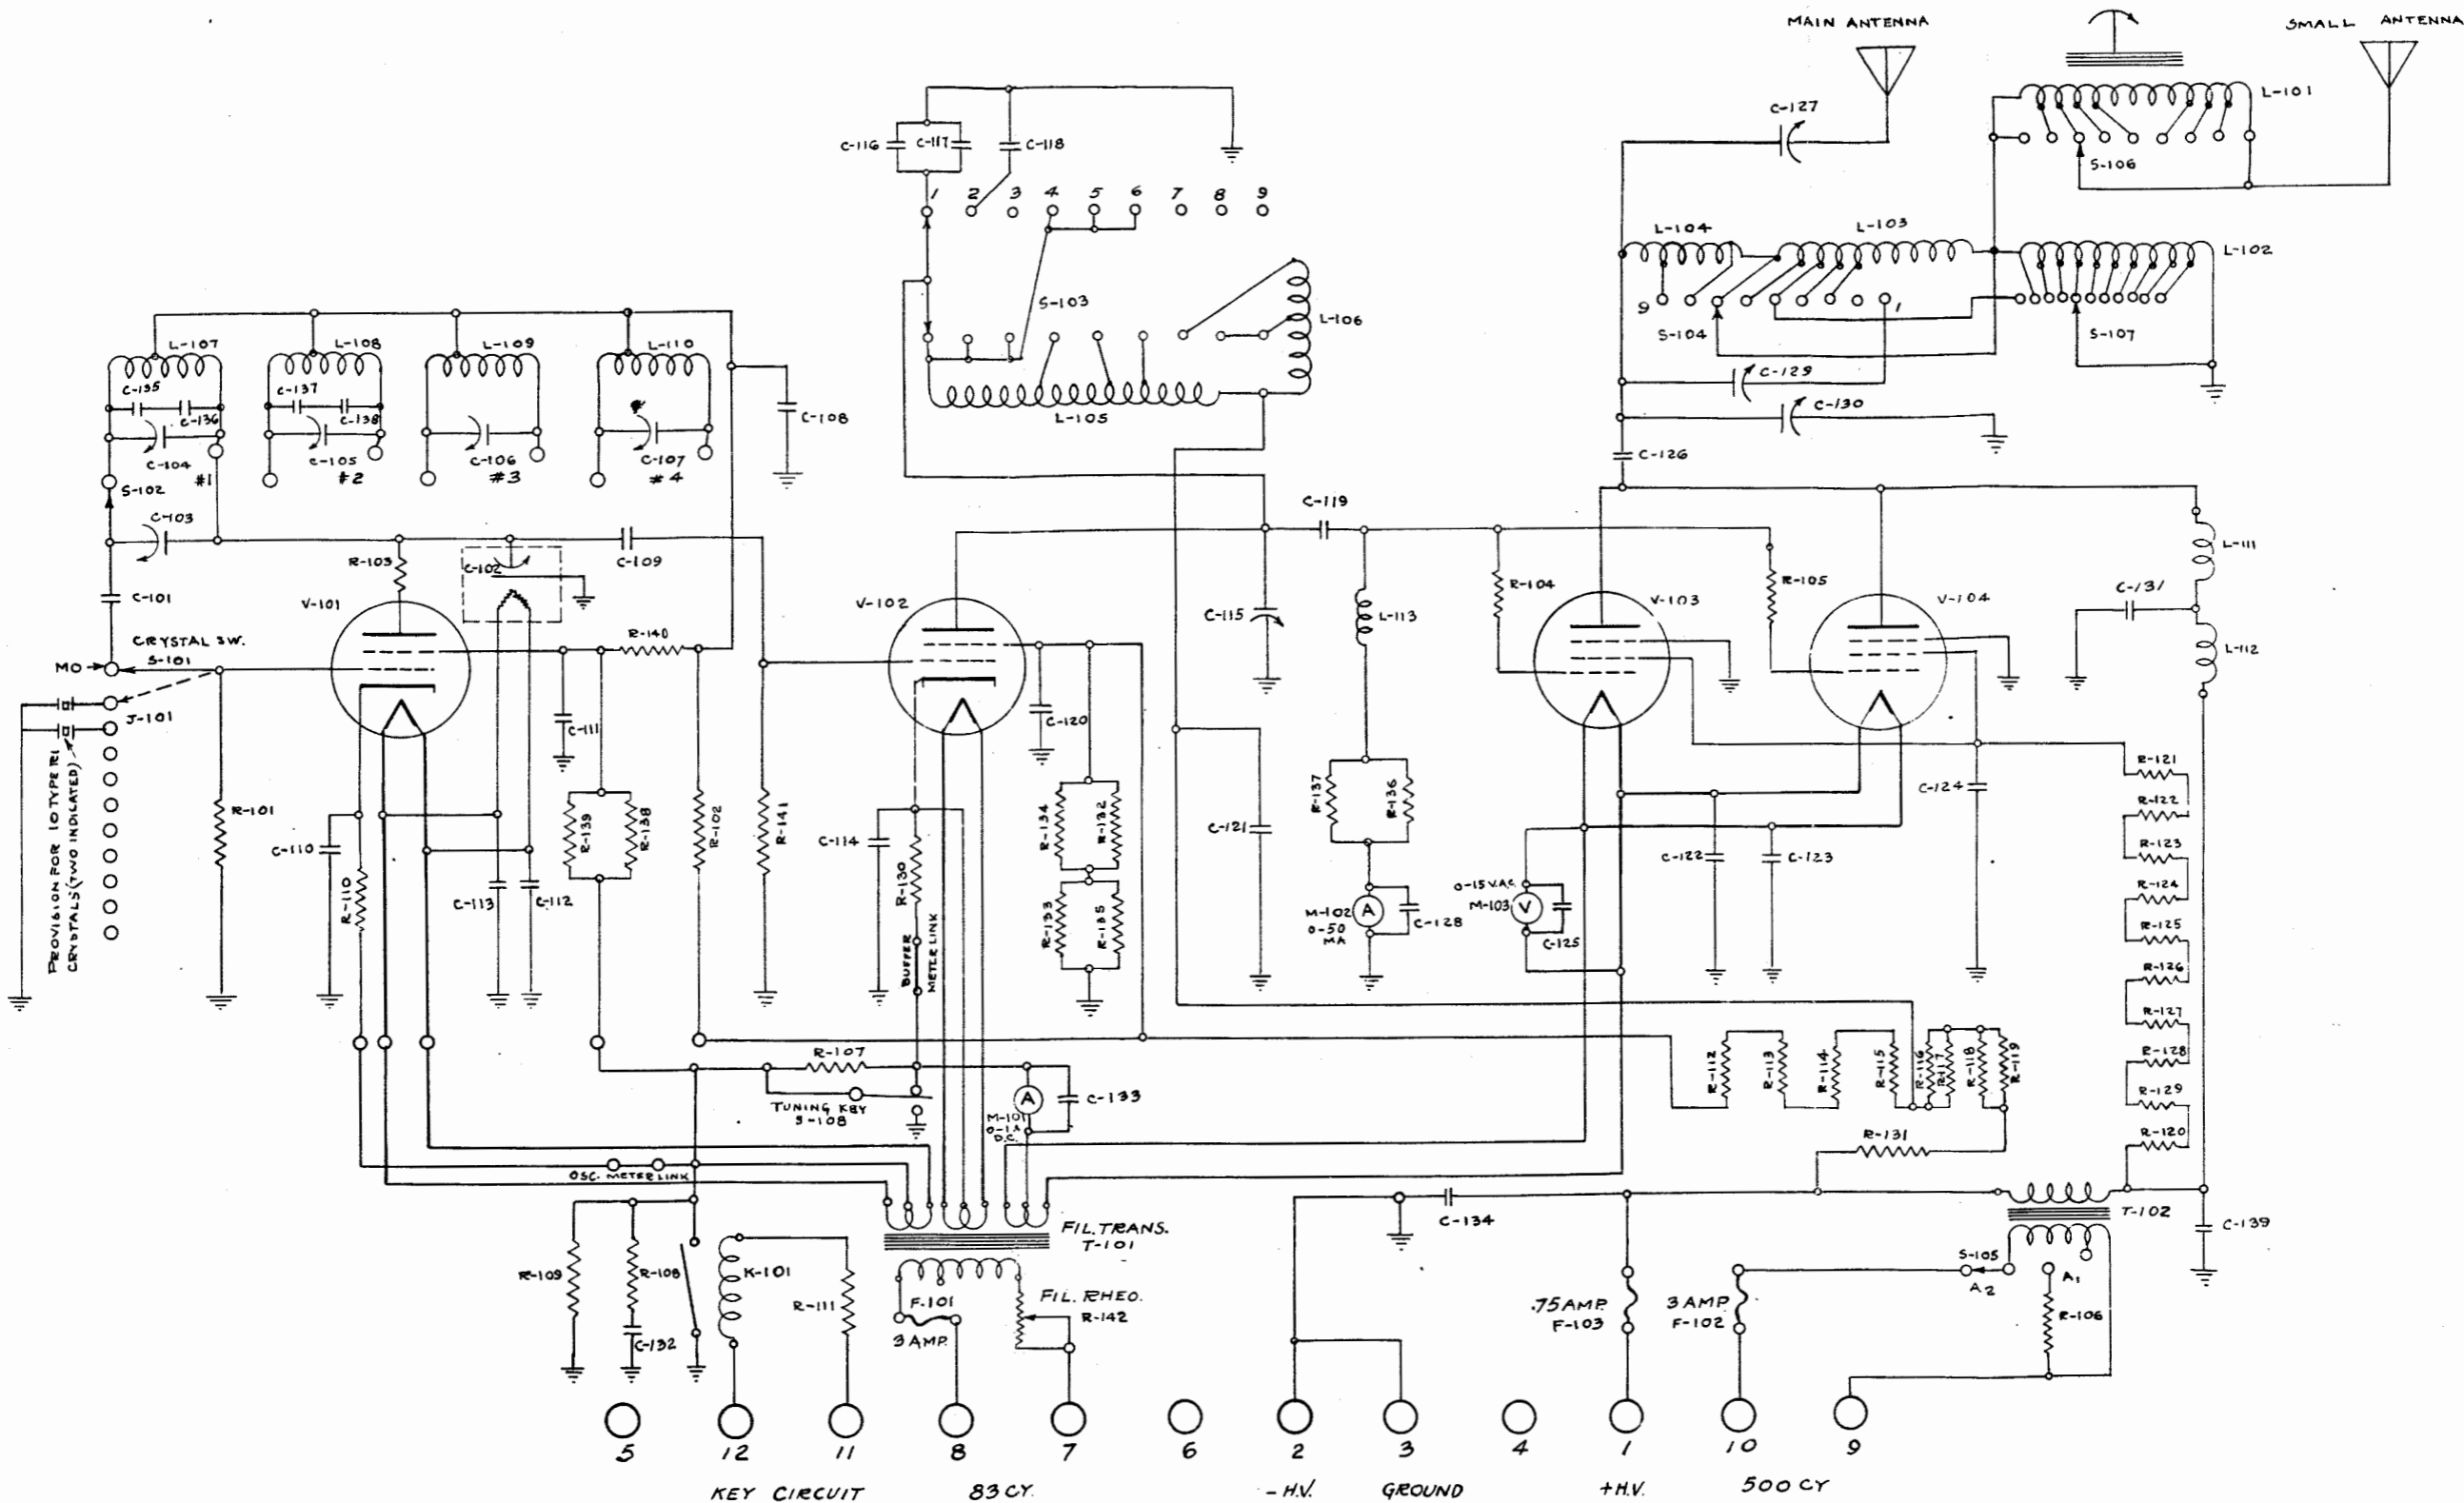 MAIN ANTENNA
SMALL ANTENNA
L-101
S-106
C-127
C-116
C-117
C-118
1 2 3 4 5 6 7 8 9
L-104
L-103
L-102
9
1
S-104
S-107
S-103
L-106
L-105
C-129
C-130
C-126
L-107
L-108
L-109
L-110
C-135
C-136
C-137
C-138
C-104
C-105
C-106
C-107
#1
#2
#3
#4
C-108
S-102
C-103
C-101
R-103
C-102
C-109
C-119
V-101
V-102
V-103
V-104
CRYSTAL SW.
S-101
MO
J-101
PROVISION FOR 10 TYPE R1
CRYSTALS (TWO INDICATED)
R-140
C-111
R-101
C-110
R-110
C-113
C-112
R-139
R-138
R-102
R-141
C-114
R-130
BUFFER
METER LINK
C-120
R-134
R-132
R-133
R-135
C-115
L-113
C-121
R-137
R-136
M-102
A
0-50
MA
C-128
R-104
R-105
L-111
C-131
L-112
0-15 V.A.C.
M-103
V
C-125
C-122
C-123
C-124
R-121
R-122
R-123
R-124
R-125
R-126
R-127
R-128
R-129
R-120
R-112
R-113
R-114
R-115
R-116
R-117
R-118
R-119
R-131
R-107
TUNING KEY
S-108
A
M-101
0-1A
D.C.
C-133
OSC. METER LINK
FIL. TRANS.
T-101
C-134
T-102
C-139
R-109
R-108
C-132
K-101
R-111
F-101
3 AMP.
FIL. RHEO.
R-142
.75 AMP.
F-103
3 AMP
F-102
S-105
A2
A1
R-106
5 12 11 8 7 6 2 3 4 1 10 9
KEY CIRCUIT 83 CY. - H.V. GROUND + H.V. 500 CY